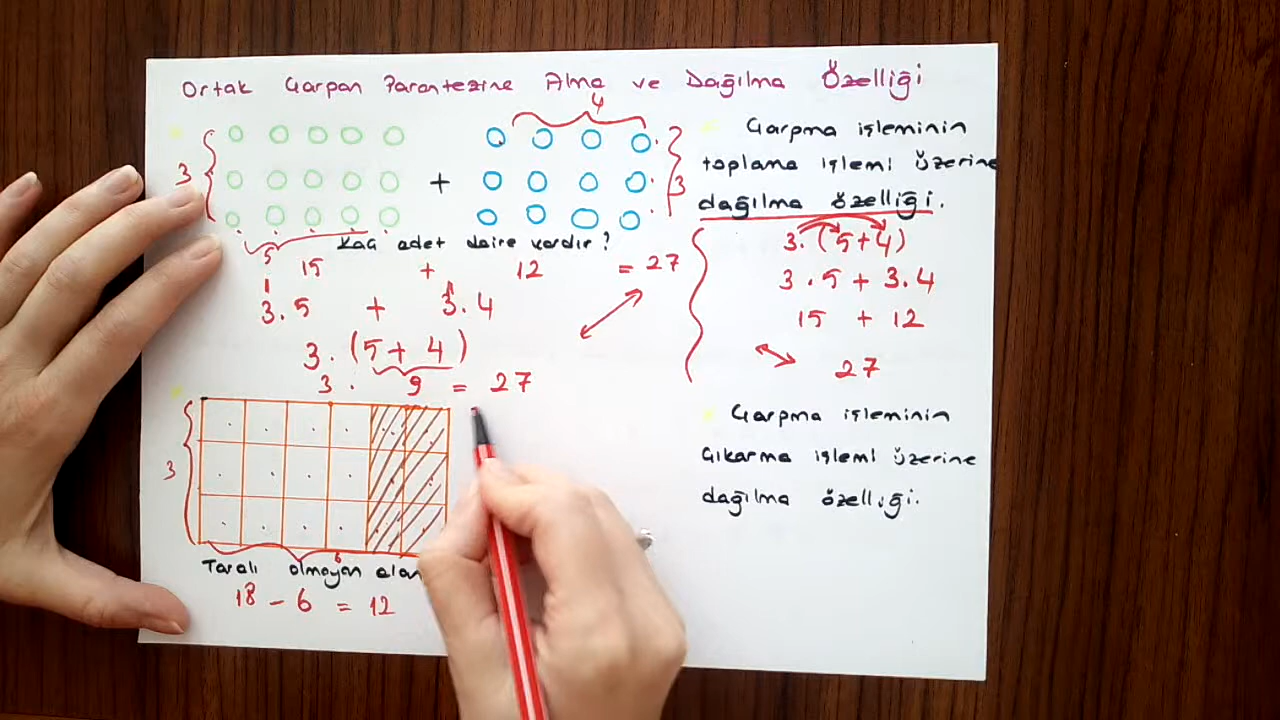 Ortak Çarpan Parantezine Alma ve Dağılma Özelliği
4
3
+
3
5
Kaç adet daire vardır?
15 + 12 = 27
3.5 + 3.4
3.(5+4)
3 . 9 = 27
3
6
Taralı olmayan alan
18 - 6 = 12
Çarpma işleminin
toplama işlemi üzerine
dağılma özelliği.
3.(5+4)
3.5 + 3.4
15 + 12
27
Çarpma işleminin
Çıkarma işlemi üzerine
dağılma özelliği.